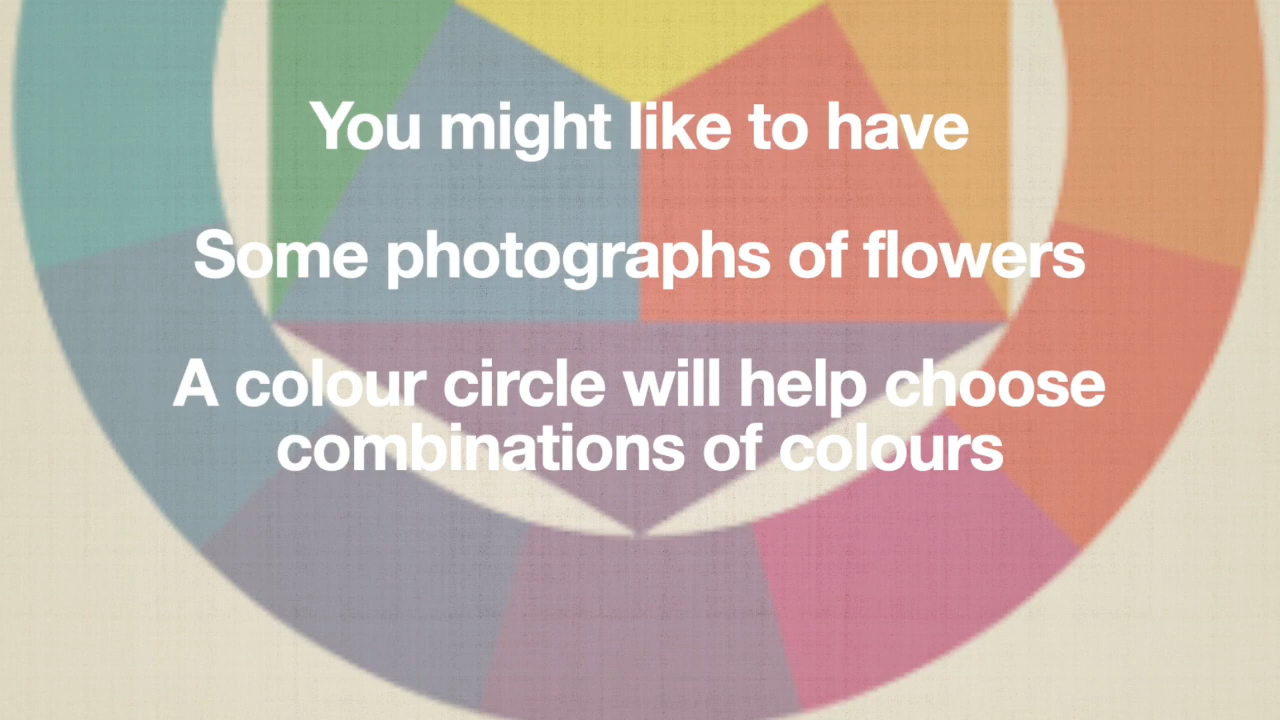 You might like to have
Some photographs of flowers
A colour circle will help choose
combinations of colours